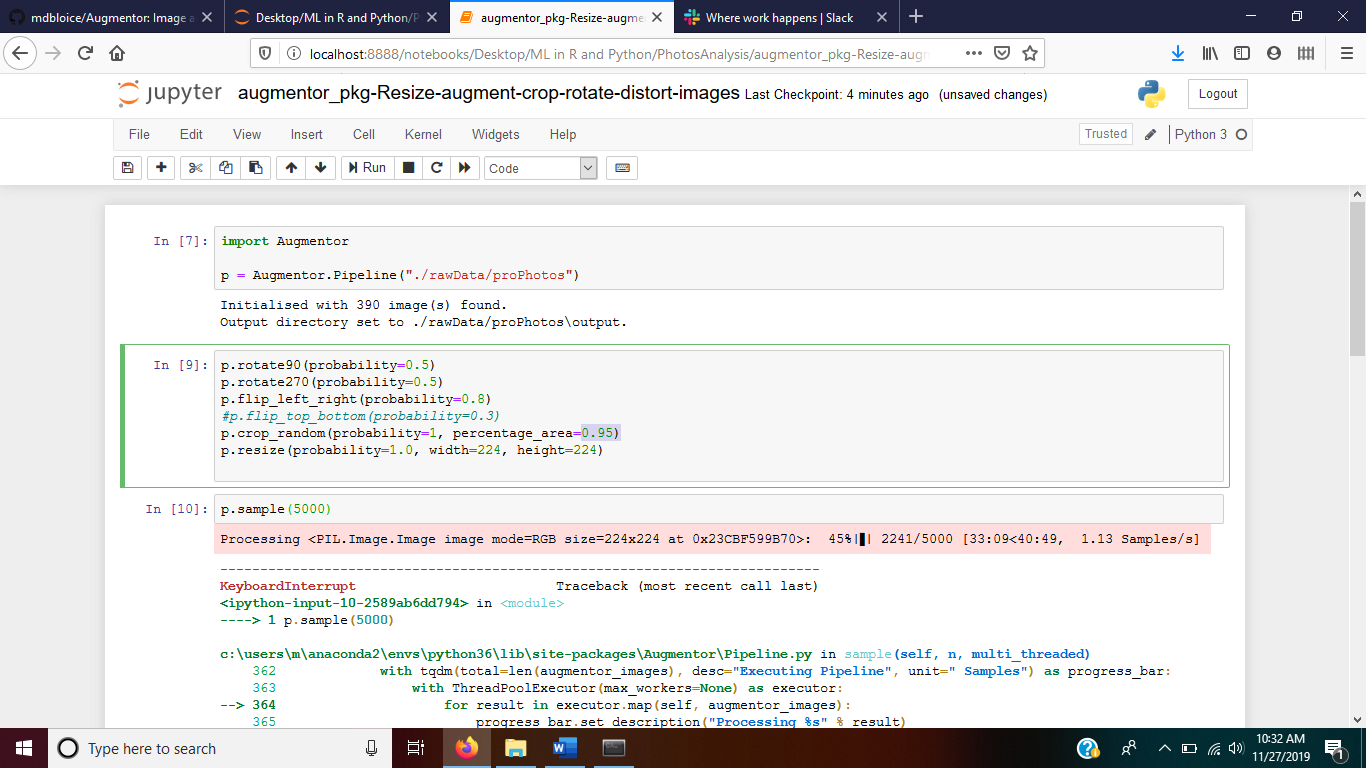 mdbloice/Augmentor: Image a
Desktop/ML in R and Python/P
augmentor_pkg-Resize-augme
Where work happens | Slack
localhost:8888/notebooks/Desktop/ML in R and Python/PhotosAnalysis/augmentor_pkg-Resize-augn
jupyter augmentor_pkg-Resize-augment-crop-rotate-distort-images Last Checkpoint: 4 minutes ago (unsaved changes)
Logout
File Edit View Insert Cell Kernel Widgets Help
Trusted
Python 3
Run
Code
In [7]: import Augmentor
p = Augmentor.Pipeline("./rawData/proPhotos")
Initialised with 390 image(s) found.
Output directory set to ./rawData/proPhotos\output.
In [9]: p.rotate90(probability=0.5)
p.rotate270(probability=0.5)
p.flip_left_right(probability=0.8)
#p.flip_top_bottom(probability=0.3)
p.crop_random(probability=1, percentage_area=0.95)
p.resize(probability=1.0, width=224, height=224)
In [10]: p.sample(5000)
Processing <PIL.Image.Image image mode=RGB size=224x224 at 0x23CBF599B70>:  45%|█| 2241/5000 [33:09<40:49,  1.13 Samples/s]
---------------------------------------------------------------------------
KeyboardInterrupt                         Traceback (most recent call last)
<ipython-input-10-2589ab6dd794> in <module>
----> 1 p.sample(5000)
c:\users\m\anaconda2\envs\python36\lib\site-packages\Augmentor\Pipeline.py in sample(self, n, multi_threaded)
362             with tqdm(total=len(augmentor_images), desc="Executing Pipeline", unit=" Samples") as progress_bar:
363                 with ThreadPoolExecutor(max_workers=None) as executor:
--> 364                     for result in executor.map(self, augmentor_images):
365                         progress_bar.set_description("Processing %s" % result)
Type here to search
10:32 AM
11/27/2019
1